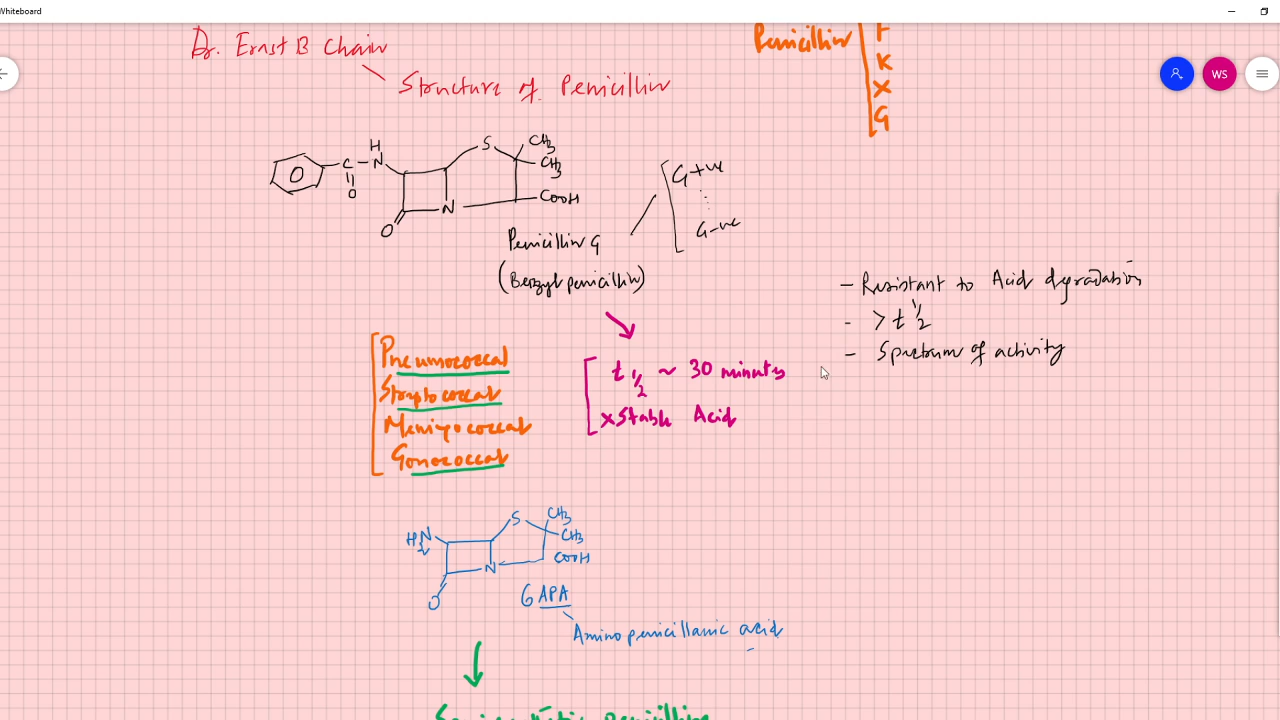 Whiteboard
WS
Dr. Ernst B Chain
Structure of Penicillin
Penicillin
F
K
X
G
H
C - N
O
S
CH3
CH3
COOH
N
O
Penicillin G
(Benzyl penicillin)
G+ve
G-ve
- Resistant to Acid degradation
- > t 1/2
- Spectrum of activity
Pneumococcal
Streptococcal
Meningococcal
Gonococcal
t 1/2 ~ 30 minutes
x Stable Acid
H2N
S
CH3
CH3
COOH
N
O
6 APA
Amino penicillanic acid